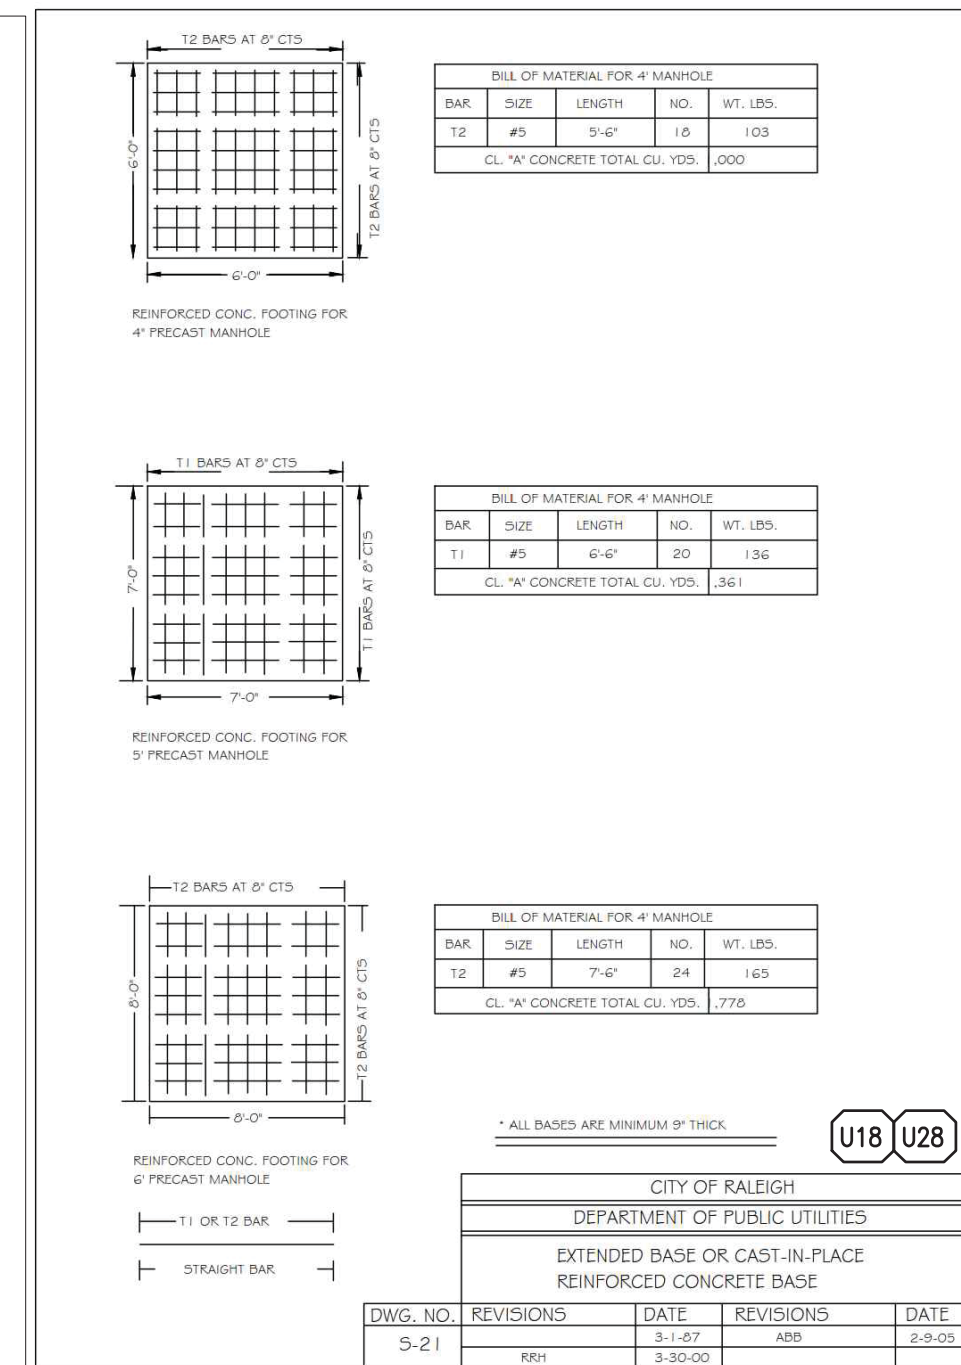 T2 BARS AT 8" CTS
6'-0"
T2 BARS AT 8" CTS
6'-0"
REINFORCED CONC. FOOTING FOR
4" PRECAST MANHOLE
BILL OF MATERIAL FOR 4' MANHOLE
BAR SIZE LENGTH NO. WT. LBS.
T2 #5 5'-6" 18 103
CL. "A" CONCRETE TOTAL CU. YDS. ,000
T1 BARS AT 8" CTS
7'-0"
T1 BARS AT 8" CTS
7'-0"
REINFORCED CONC. FOOTING FOR
5' PRECAST MANHOLE
BILL OF MATERIAL FOR 4' MANHOLE
BAR SIZE LENGTH NO. WT. LBS.
T1 #5 6'-6" 20 136
CL. "A" CONCRETE TOTAL CU. YDS. ,361
T2 BARS AT 8" CTS
8'-0"
T2 BARS AT 8" CTS
8'-0"
REINFORCED CONC. FOOTING FOR
6' PRECAST MANHOLE
BILL OF MATERIAL FOR 4' MANHOLE
BAR SIZE LENGTH NO. WT. LBS.
T2 #5 7'-6" 24 165
CL. "A" CONCRETE TOTAL CU. YDS. ,778
T1 OR T2 BAR
STRAIGHT BAR
* ALL BASES ARE MINIMUM 9" THICK
U18 U28
CITY OF RALEIGH
DEPARTMENT OF PUBLIC UTILITIES
EXTENDED BASE OR CAST-IN-PLACE
REINFORCED CONCRETE BASE
DWG. NO. REVISIONS DATE REVISIONS DATE
S-21 3-1-87 ABB 2-9-05
RRH 3-30-00